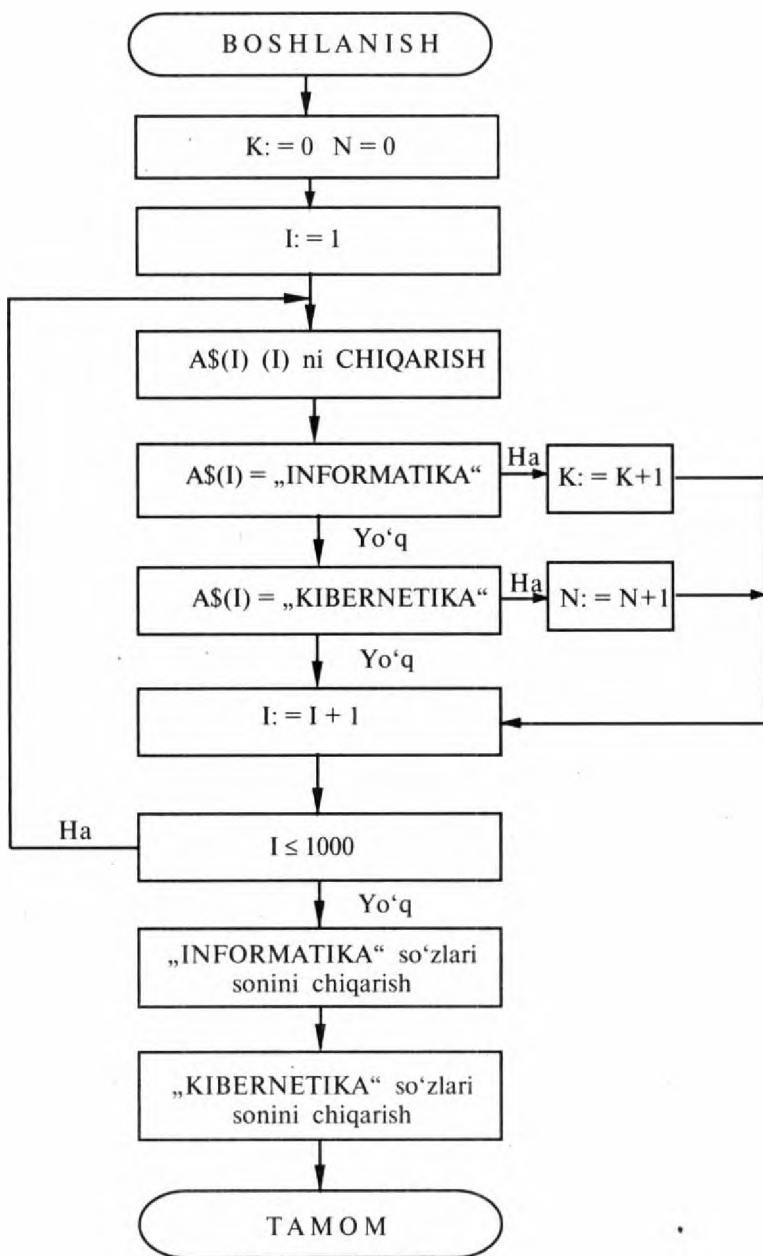 BOSHLANISH
K: = 0 N = 0
I: = 1
A$(I) (I) ni CHIQARISH
A$(I) = „INFORMATIKA“
Ha
K: = K+1
Yo‘q
A$(I) = „KIBERNETIKA“
Ha
N: = N+1
Yo‘q
I: = I + 1
Ha
I ≤ 1000
Yo‘q
„INFORMATIKA“ so‘zlari
sonini chiqarish
„KIBERNETIKA“ so‘zlari
sonini chiqarish
TAMOM